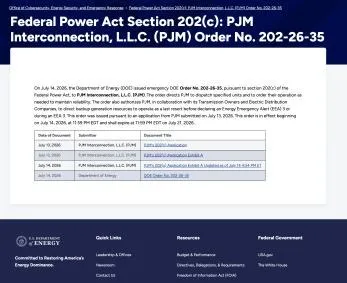 Office of Cybersecurity, Energy Security, and Emergency Response > Federal Power Act Section 202(c): PJM Interconnection, L.L.C. (PJM) Order No. 202-26-35
Federal Power Act Section 202(c): PJM
Interconnection, L.L.C. (PJM) Order No. 202-26-35
On July 14, 2026, the Department of Energy (DOE) issued emergency DOE Order No. 202-26-35, pursuant to section 202(c) of the
Federal Power Act, to PJM Interconnection, L.L.C. (PJM). The order directs PJM to dispatch specified units and to order their operation as
needed to maintain reliability. The order also authorizes PJM, in collaboration with its Transmission Owners and Electric Distribution
Companies, to direct backup generation resources to operate as a last resort before declaring an Energy Emergency Alert (EEA) 3 or
during an EEA 3. This order was issued pursuant to an application from PJM submitted on July 13, 2026. This order is in effect beginning
on July 14, 2026, at 11:59 PM EDT and shall expire at 11:59 PM EDT on July 21, 2026.
Date of Document Submitter Document Title
July 13, 2026 PJM Interconnection, L.L.C. (PJM) PJM's 202(c) Application
July 13, 2026 PJM Interconnection, L.L.C. (PJM) PJM's 202(c) Application Exhibit A
July 14, 2026 PJM Interconnection, L.L.C. (PJM) PJM's 202(c) Application Exhibit A Updated as of July 14 4:54 PM ET
July 14, 2026 Department of Energy DOE Order No. 202-26-35
U.S. DEPARTMENT
of ENERGY
Committed to Restoring America's
Energy Dominance.
Quick Links
Leadership & Offices
Newsroom
Contact Us
Resources
Budget & Performance
Directives, Delegations, & Requirements
Freedom of Information Act (FOIA)
Federal Government
USA.gov
The White House